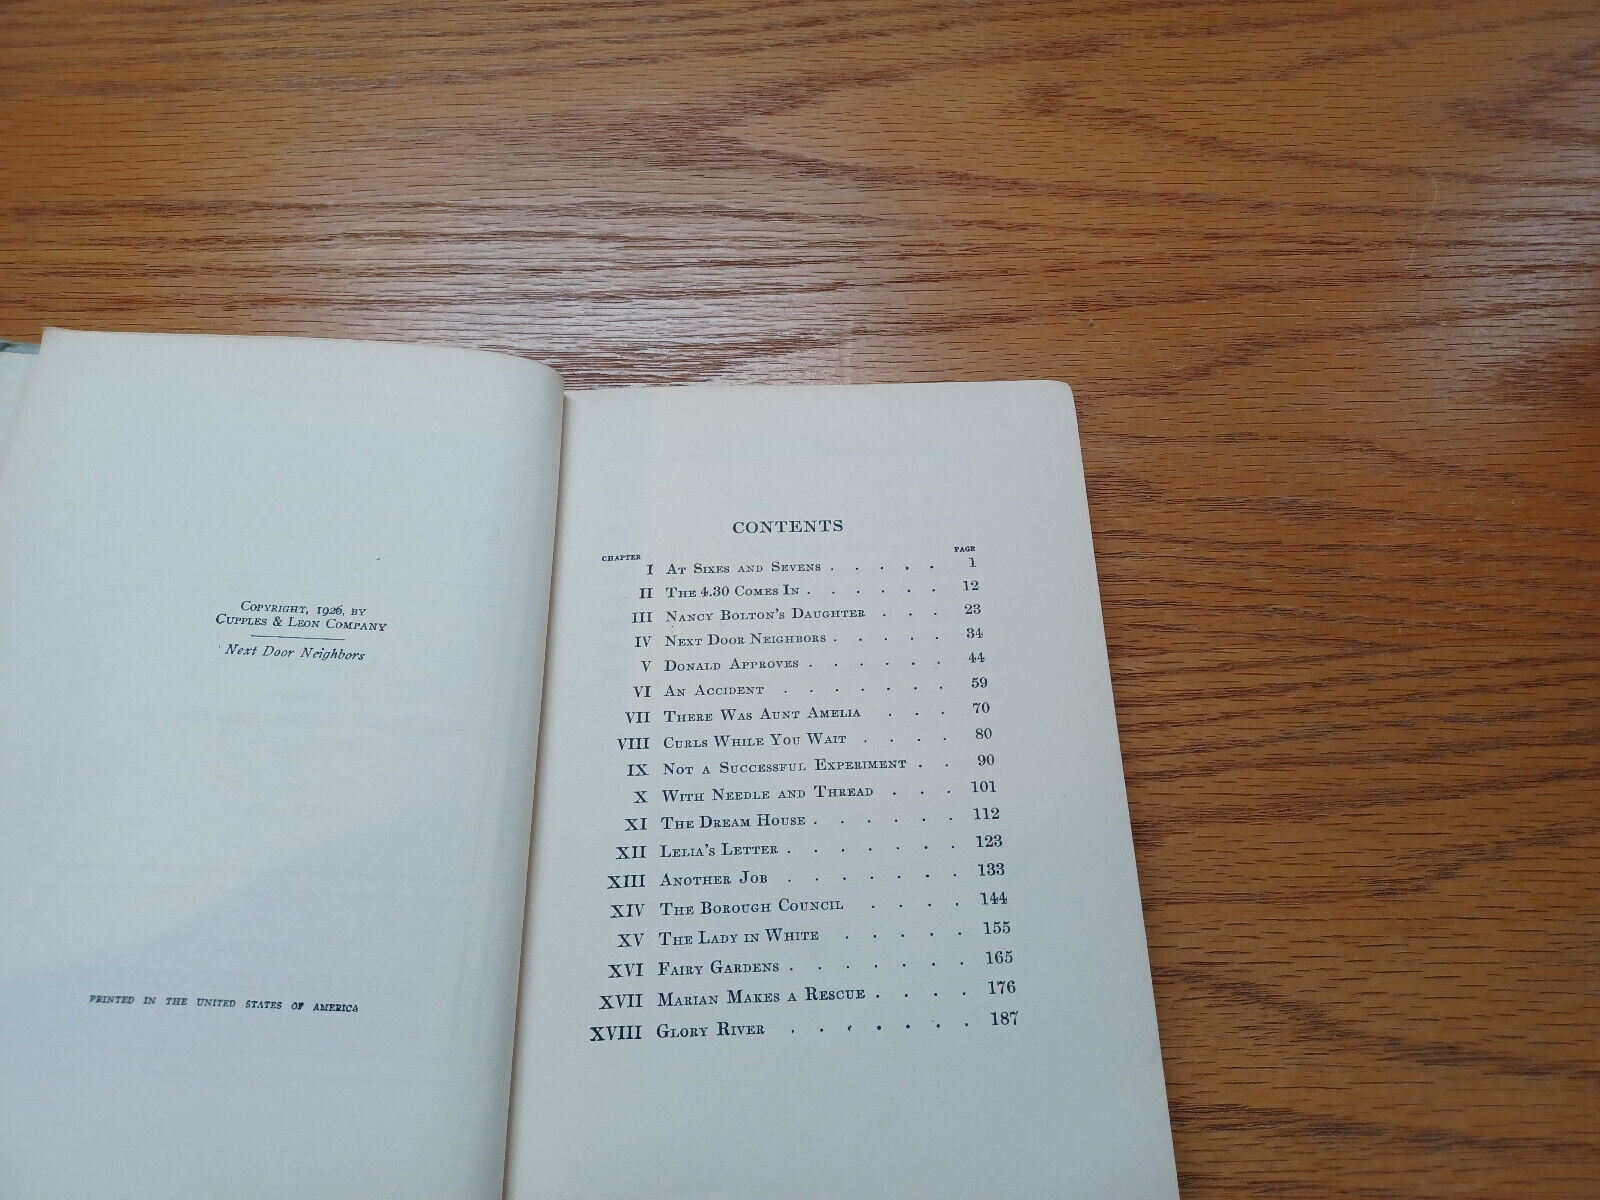 COPYRIGHT, 1926, BY
CUPPLES & LEON COMPANY
Next Door Neighbors
PRINTED IN THE UNITED STATES OF AMERICA
CONTENTS
CHAPTER PAGE
I AT SIXES AND SEVENS . . . . . 1
II THE 4.30 COMES IN . . . . . . 12
III NANCY BOLTON'S DAUGHTER . . . 23
IV NEXT DOOR NEIGHBORS . . . . . 34
V DONALD APPROVES . . . . . . 44
VI AN ACCIDENT . . . . . . 59
VII THERE WAS AUNT AMELIA . . . 70
VIII CURLS WHILE YOU WAIT . . . . 80
IX NOT A SUCCESSFUL EXPERIMENT . . 90
X WITH NEEDLE AND THREAD . . . 101
XI THE DREAM HOUSE . . . . . . 112
XII LELIA'S LETTER . . . . . . . 123
XIII ANOTHER JOB . . . . . . . 133
XIV THE BOROUGH COUNCIL . . . . 144
XV THE LADY IN WHITE . . . . . 155
XVI FAIRY GARDENS . . . . . . . 165
XVII MARIAN MAKES A RESCUE . . . . 176
XVIII GLORY RIVER . . . . . . . 187